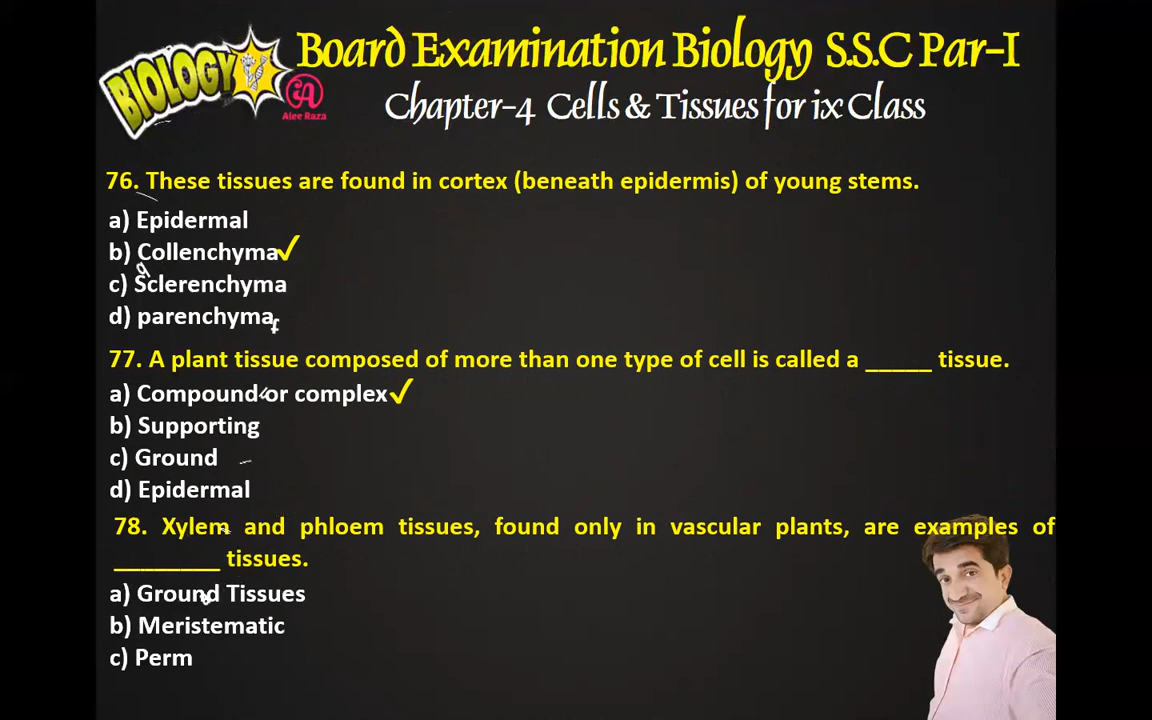 BIOLOGY
Alee Raza
Board Examination Biology S.S.C Par-I
Chapter-4 Cells & Tissues for ix Class
76. These tissues are found in cortex (beneath epidermis) of young stems.
a) Epidermal
b) Collenchyma✓
c) Sclerenchyma
d) parenchyma
77. A plant tissue composed of more than one type of cell is called a _____ tissue.
a) Compound or complex✓
b) Supporting
c) Ground
d) Epidermal
78. Xylem and phloem tissues, found only in vascular plants, are examples of
________ tissues.
a) Ground Tissues
b) Meristematic
c) Perm